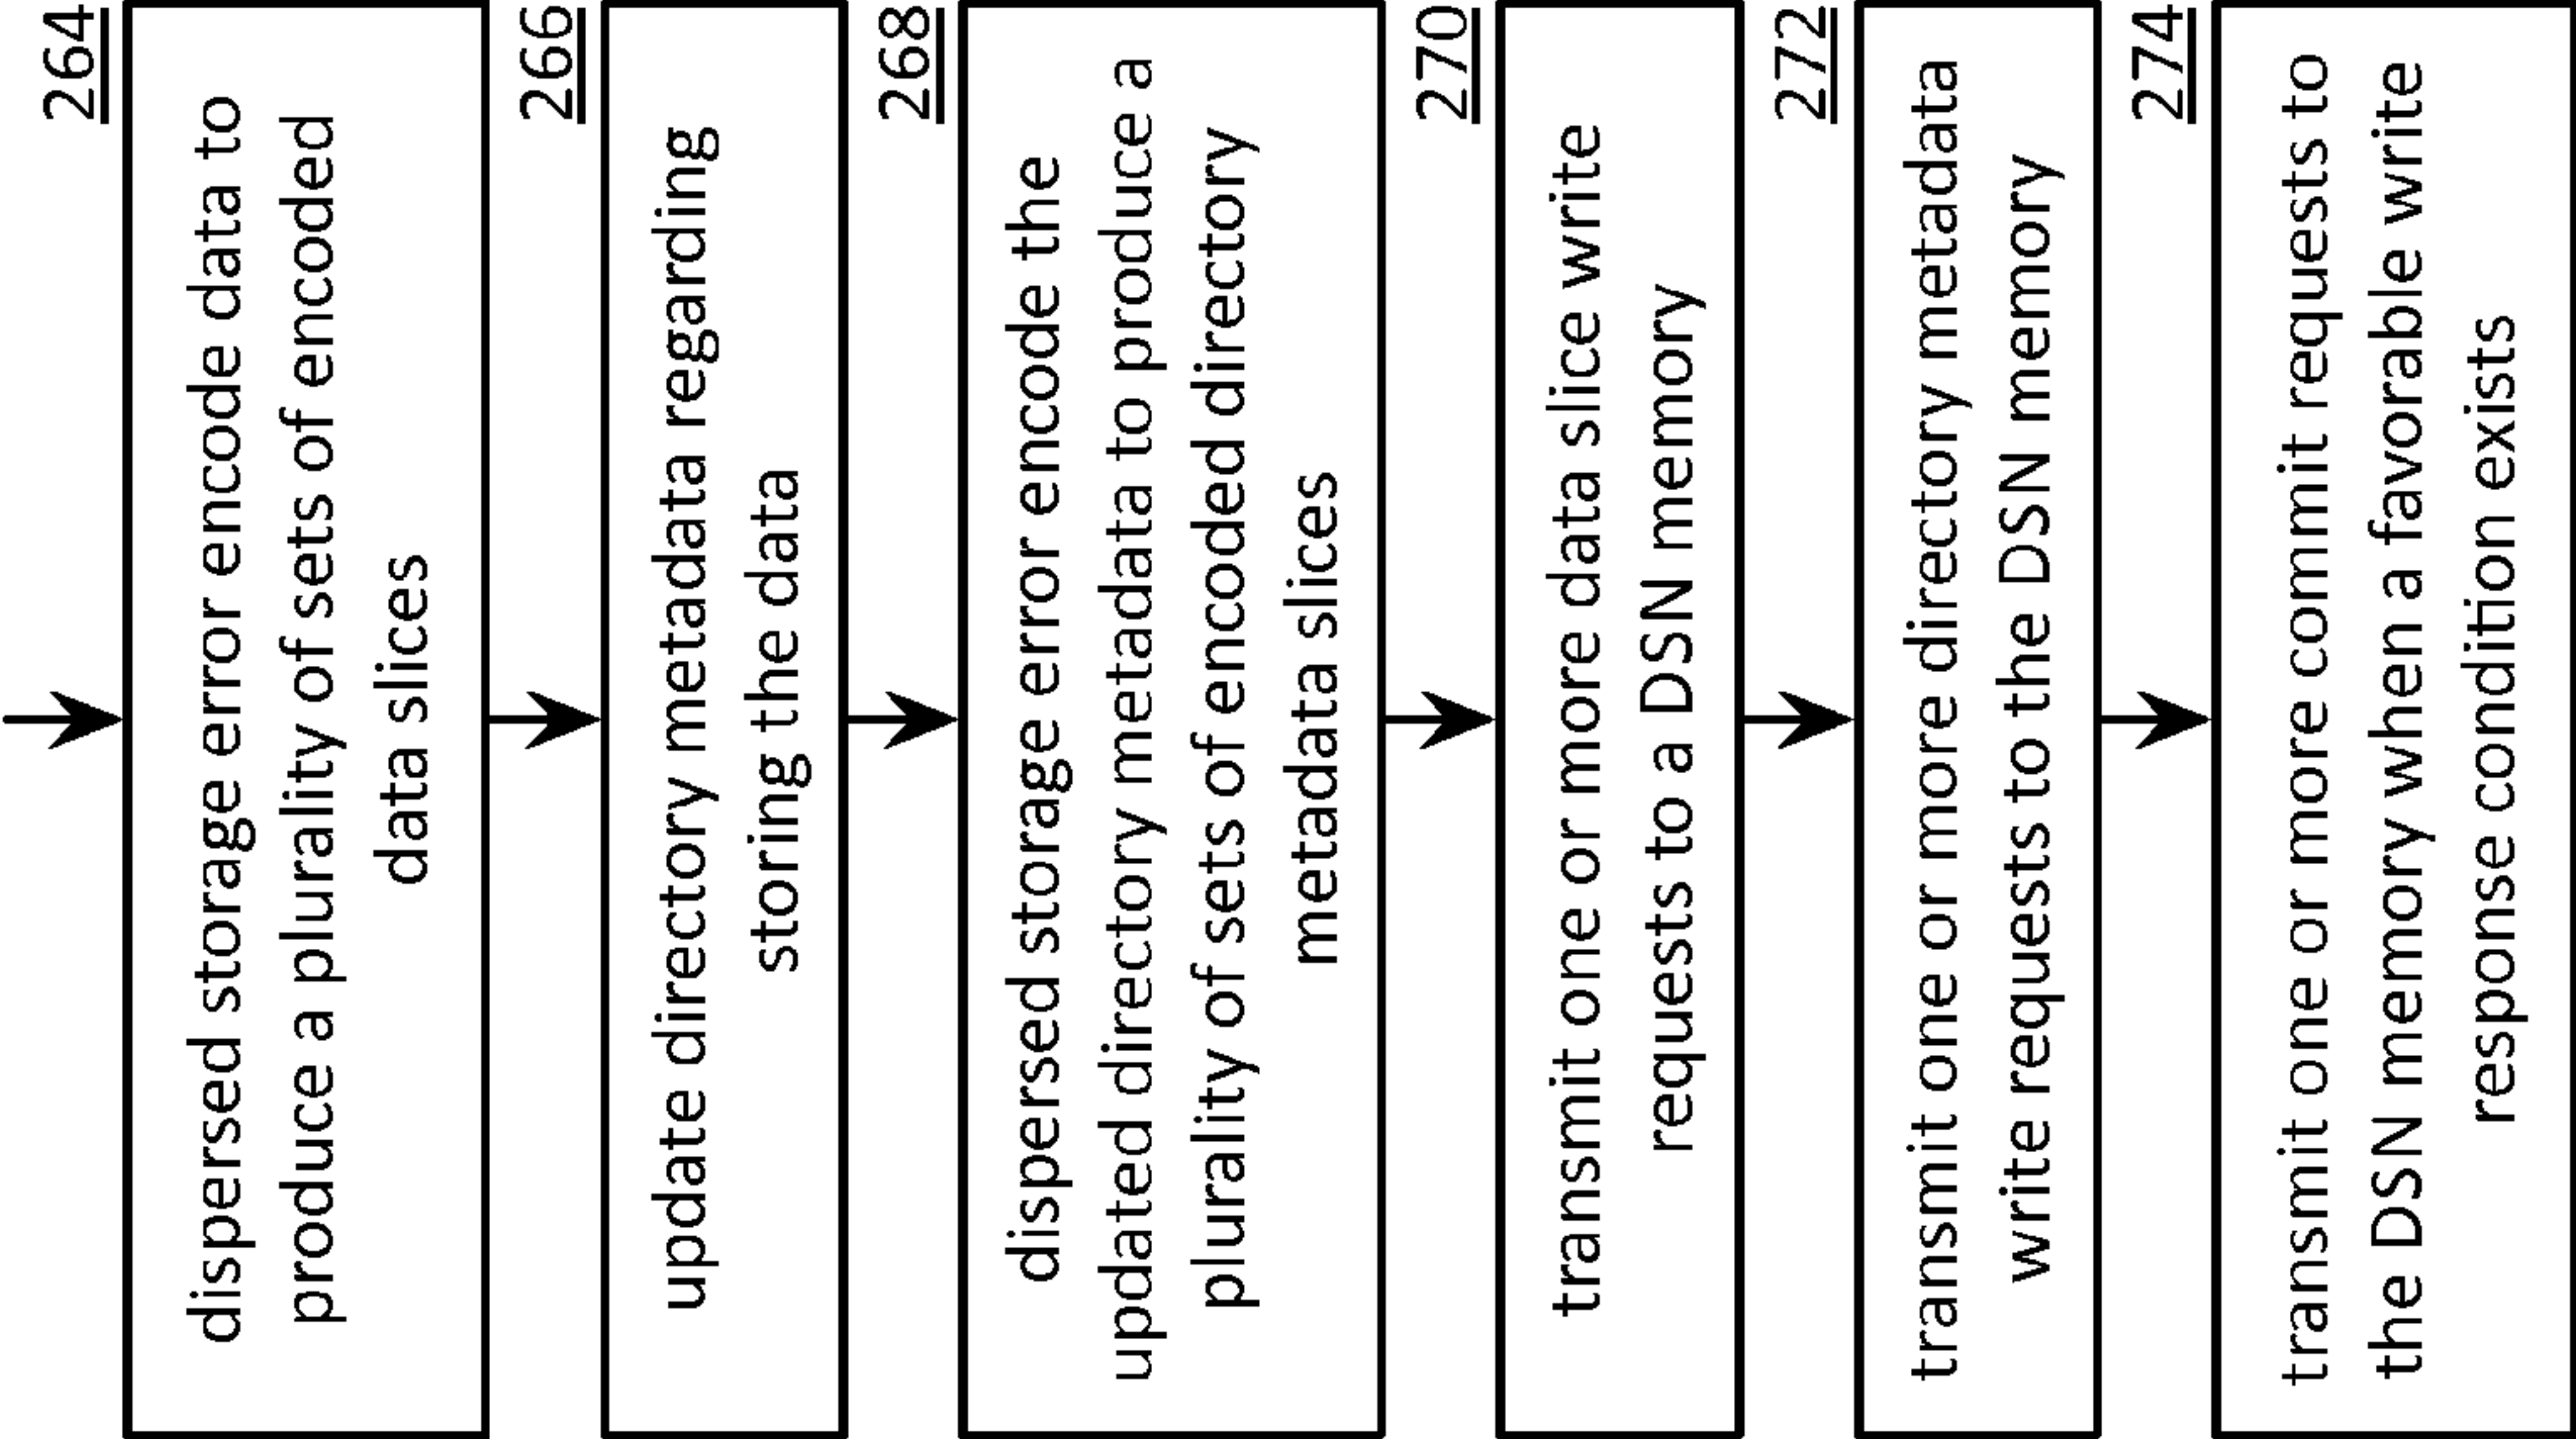 264
dispersed storage error encode data to
produce a plurality of sets of encoded
data slices
266
update directory metadata regarding
storing the data
268
dispersed storage error encode the
updated directory metadata to produce a
plurality of sets of encoded directory
metadata slices
270
transmit one or more data slice write
requests to a DSN memory
272
transmit one or more directory metadata
write requests to the DSN memory
274
transmit one or more commit requests to
the DSN memory when a favorable write
response condition exists